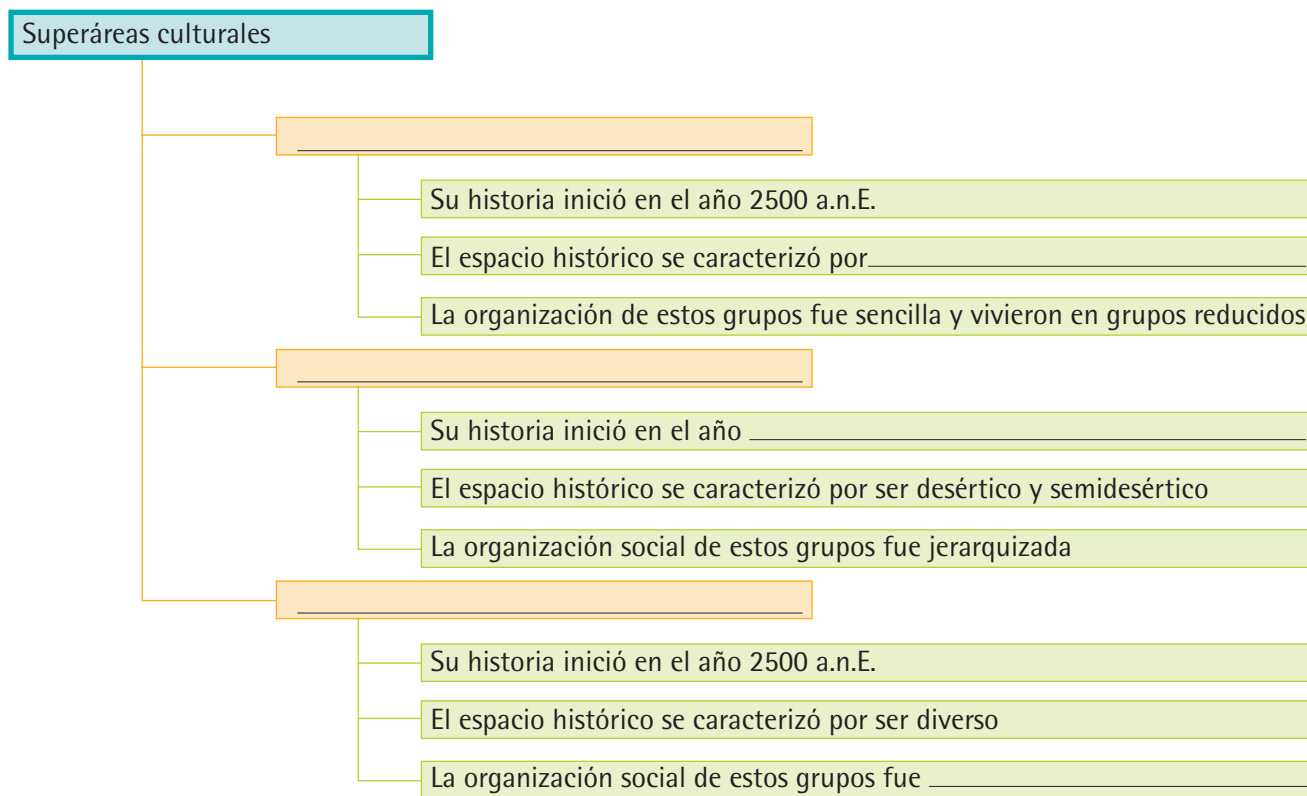 Superáreas culturales
Su historia inició en el año 2500 a.n.E.
El espacio histórico se caracterizó por
La organización de estos grupos fue sencilla y vivieron en grupos reducidos
Su historia inició en el año
El espacio histórico se caracterizó por ser desértico y semidesértico
La organización social de estos grupos fue jerarquizada
Su historia inició en el año 2500 a.n.E.
El espacio histórico se caracterizó por ser diverso
La organización social de estos grupos fue